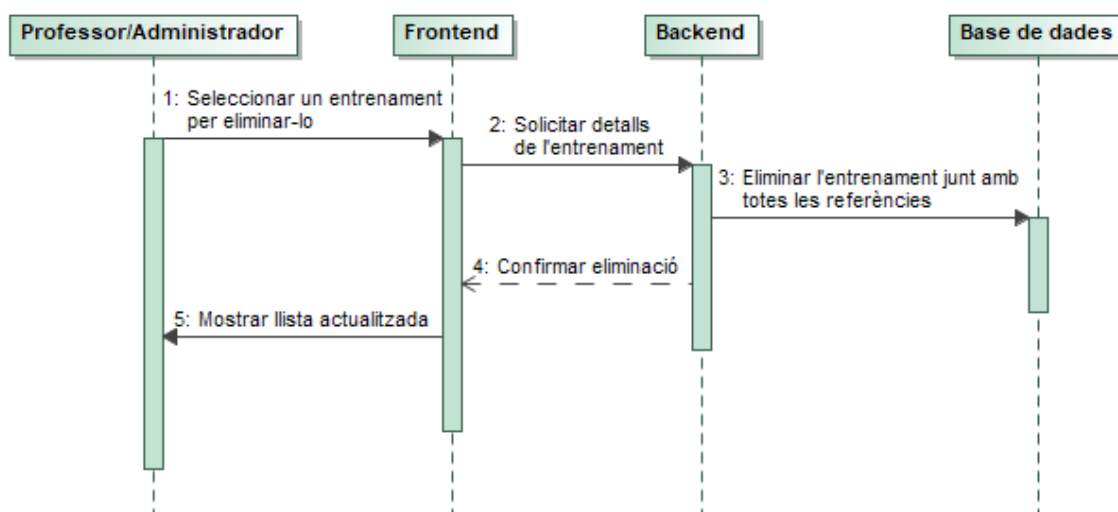 Professor/Administrador
Frontend
Backend
Base de dades
1: Seleccionar un entrenament
per eliminar-lo
2: Solicitar detalls
de l'entrenament
3: Eliminar l'entrenament junt amb
totes les referències
4: Confirmar eliminació
5: Mostrar llista actualitzada